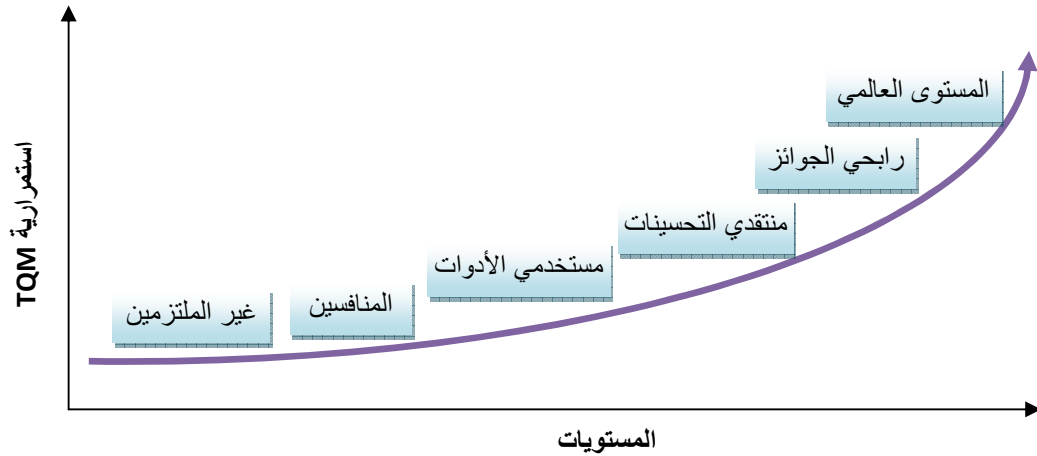 المستوى العالمي
رابحي الجوائز
منتقدي التحسينات
مستخدمي الأدوات
المنافسين
غير الملتزمين
استمرارية TQM
المستويات